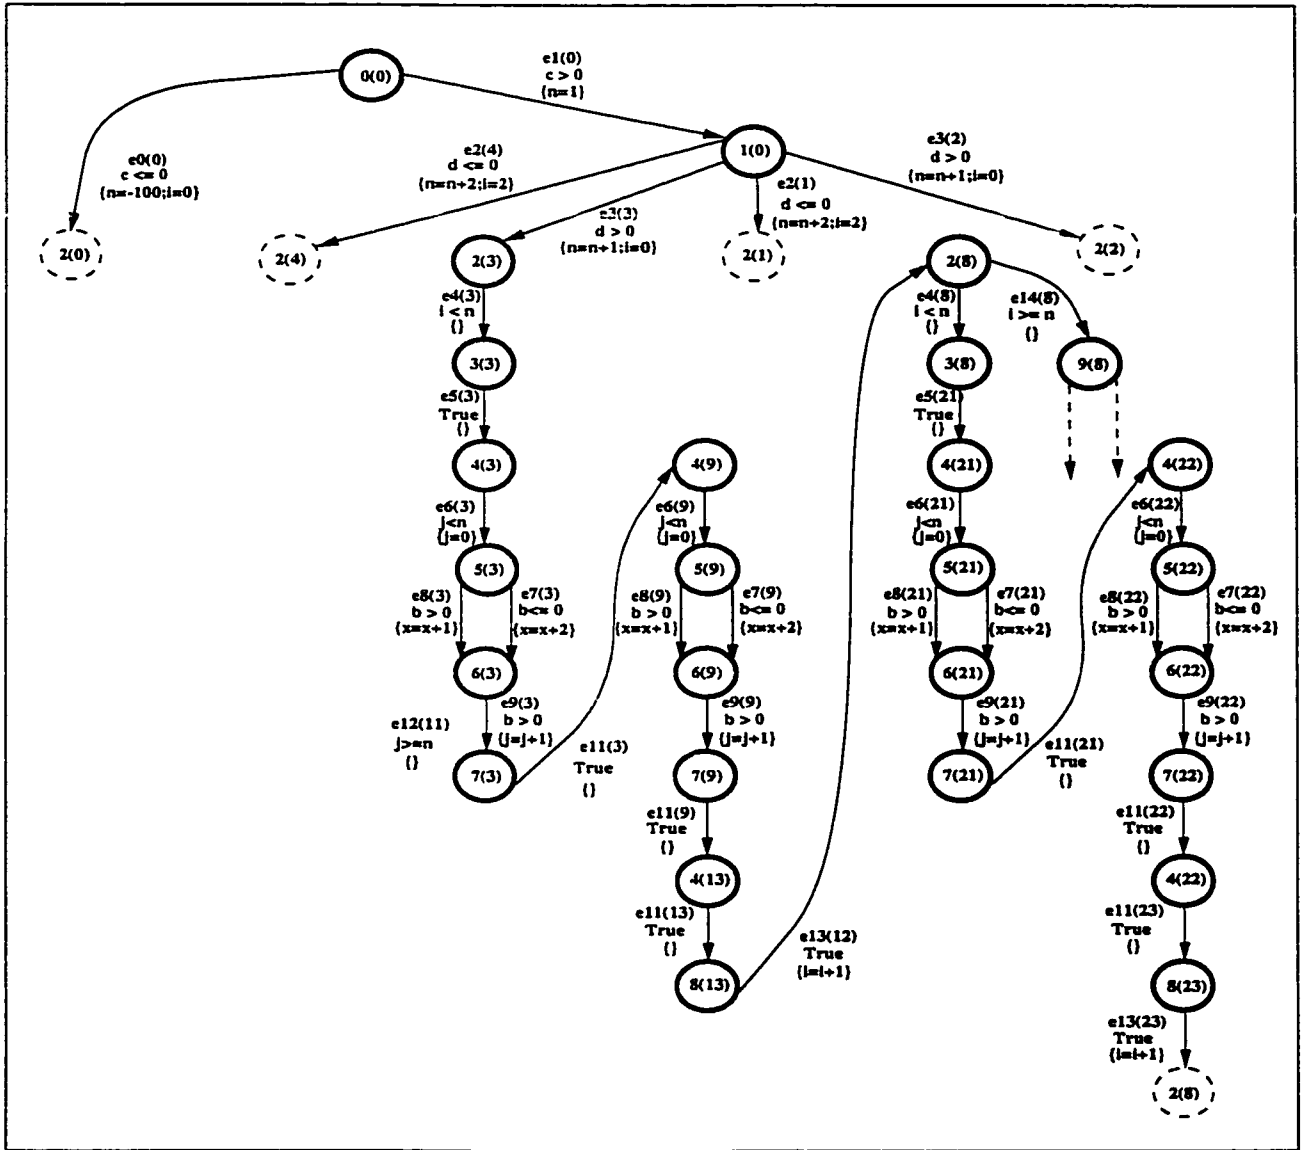 0(0)
e1(0)
c > 0
{n=1}
e0(0)
c <= 0
{n=-100;i=0}
e2(4)
d <= 0
{n=n+2;i=2}
1(0)
e3(2)
d > 0
{n=n+1;i=0}
e3(3)
d > 0
{n=n+1;i=0}
e2(1)
d <= 0
{n=n+2;i=2}
2(0)
2(4)
2(3)
2(1)
2(8)
2(2)
e4(3)
i < n
{}
e4(8)
i < n
{}
e14(8)
i >= n
{}
3(3)
3(8)
9(8)
e5(3)
True
{}
e5(21)
True
{}
4(3)
4(9)
4(21)
4(22)
e6(3)
j<n
{j=0}
e6(9)
j<n
{j=0}
e6(21)
j<n
{j=0}
e6(22)
j<n
{j=0}
5(3)
5(9)
5(21)
5(22)
e8(3)
b > 0
{x=x+1}
e7(3)
b<= 0
{x=x+2}
e8(9)
b > 0
{x=x+1}
e7(9)
b<= 0
{x=x+2}
e8(21)
b > 0
{x=x+1}
e7(21)
b<= 0
{x=x+2}
e8(22)
b > 0
{x=x+1}
e7(22)
b<= 0
{x=x+2}
6(3)
6(9)
6(21)
6(22)
e12(11)
j>=n
{}
e9(3)
b > 0
{j=j+1}
e11(3)
True
{}
e9(9)
b > 0
{j=j+1}
e9(21)
b > 0
{j=j+1}
e11(21)
True
{}
e9(22)
b > 0
{j=j+1}
7(3)
7(9)
7(21)
7(22)
e11(9)
True
{}
e11(22)
True
{}
4(13)
4(22)
e11(13)
True
{}
e13(12)
True
{i=i+1}
e11(23)
True
{}
8(13)
8(23)
e13(23)
True
{i=i+1}
2(8)